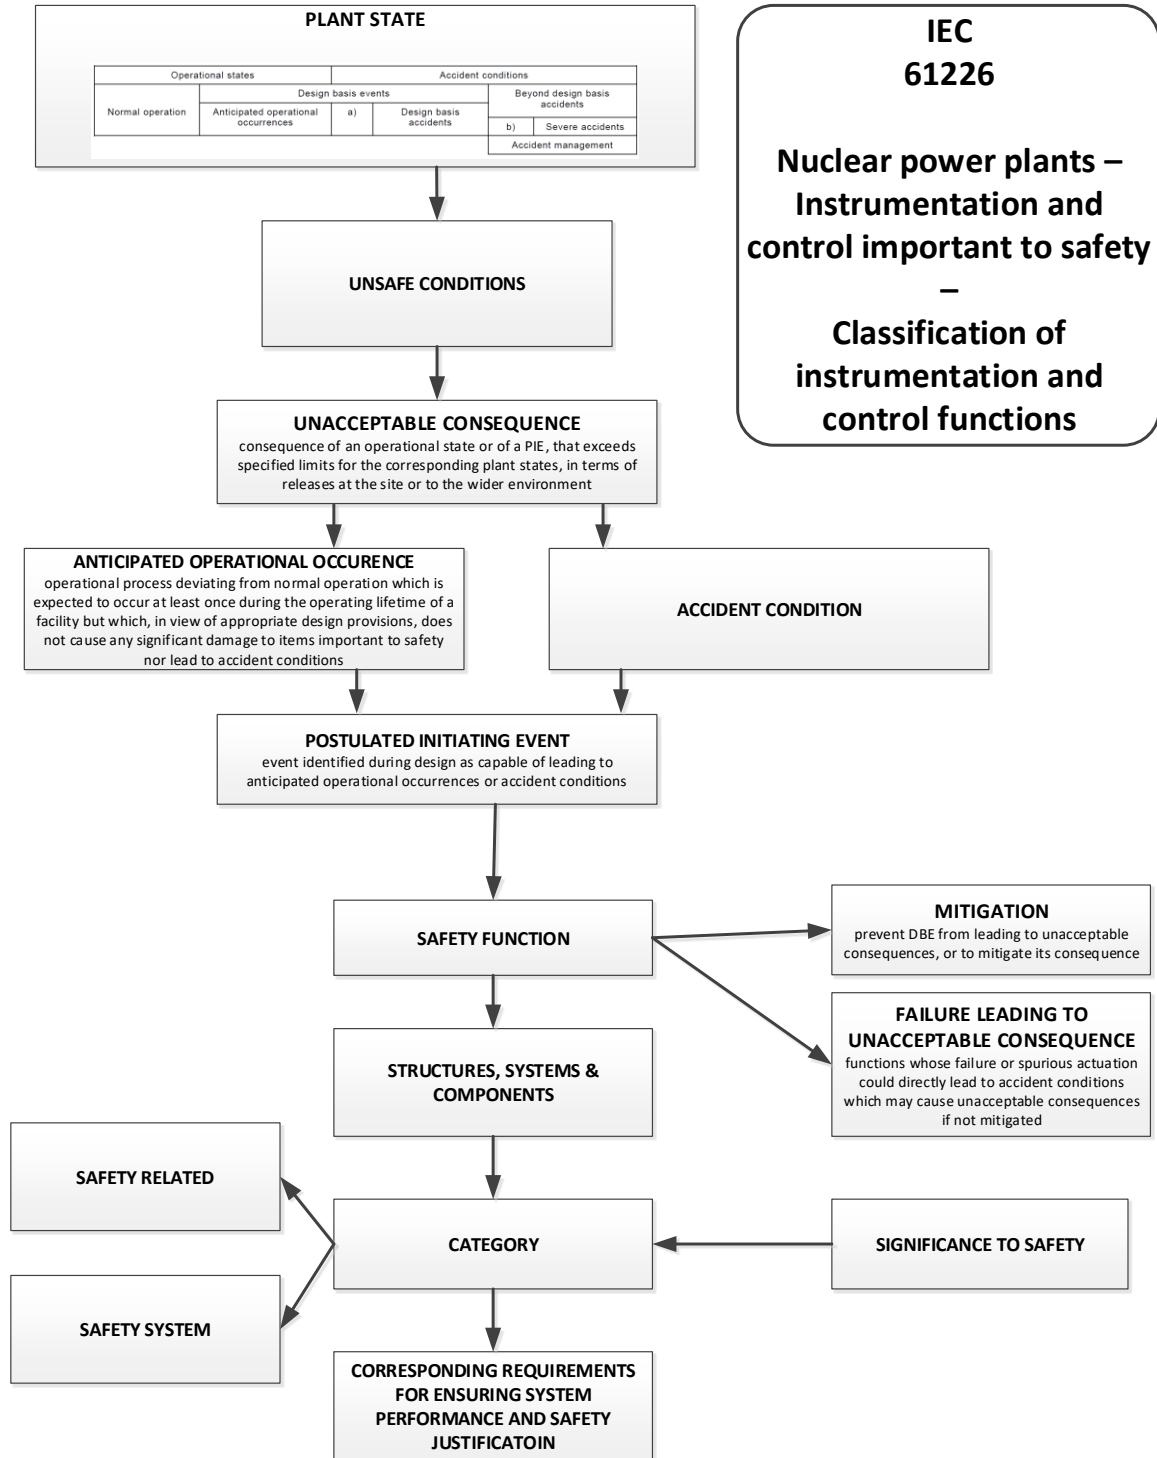 PLANT STATE
Operational states
Accident conditions
Normal operation
Design basis events
Beyond design basis
accidents
Anticipated operational
occurrences
a)
Design basis
accidents
b)
Severe accidents
Accident management
IEC
61226
Nuclear power plants –
Instrumentation and
control important to safety
–
Classification of
instrumentation and
control functions
UNSAFE CONDITIONS
UNACCEPTABLE CONSEQUENCE
consequence of an operational state or of a PIE, that exceeds
specified limits for the corresponding plant states, in terms of
releases at the site or to the wider environment
ANTICIPATED OPERATIONAL OCCURENCE
operational process deviating from normal operation which is
expected to occur at least once during the operating lifetime of a
facility but which, in view of appropriate design provisions, does
not cause any significant damage to items important to safety
nor lead to accident conditions
ACCIDENT CONDITION
POSTULATED INITIATING EVENT
event identified during design as capable of leading to
anticipated operational occurrences or accident conditions
SAFETY FUNCTION
MITIGATION
prevent DBE from leading to unacceptable
consequences, or to mitigate its consequence
FAILURE LEADING TO
UNACCEPTABLE CONSEQUENCE
functions whose failure or spurious actuation
could directly lead to accident conditions
which may cause unacceptable consequences
if not mitigated
STRUCTURES, SYSTEMS &
COMPONENTS
SAFETY RELATED
CATEGORY
SIGNIFICANCE TO SAFETY
SAFETY SYSTEM
CORRESPONDING REQUIREMENTS
FOR ENSURING SYSTEM
PERFORMANCE AND SAFETY
JUSTIFICATOIN